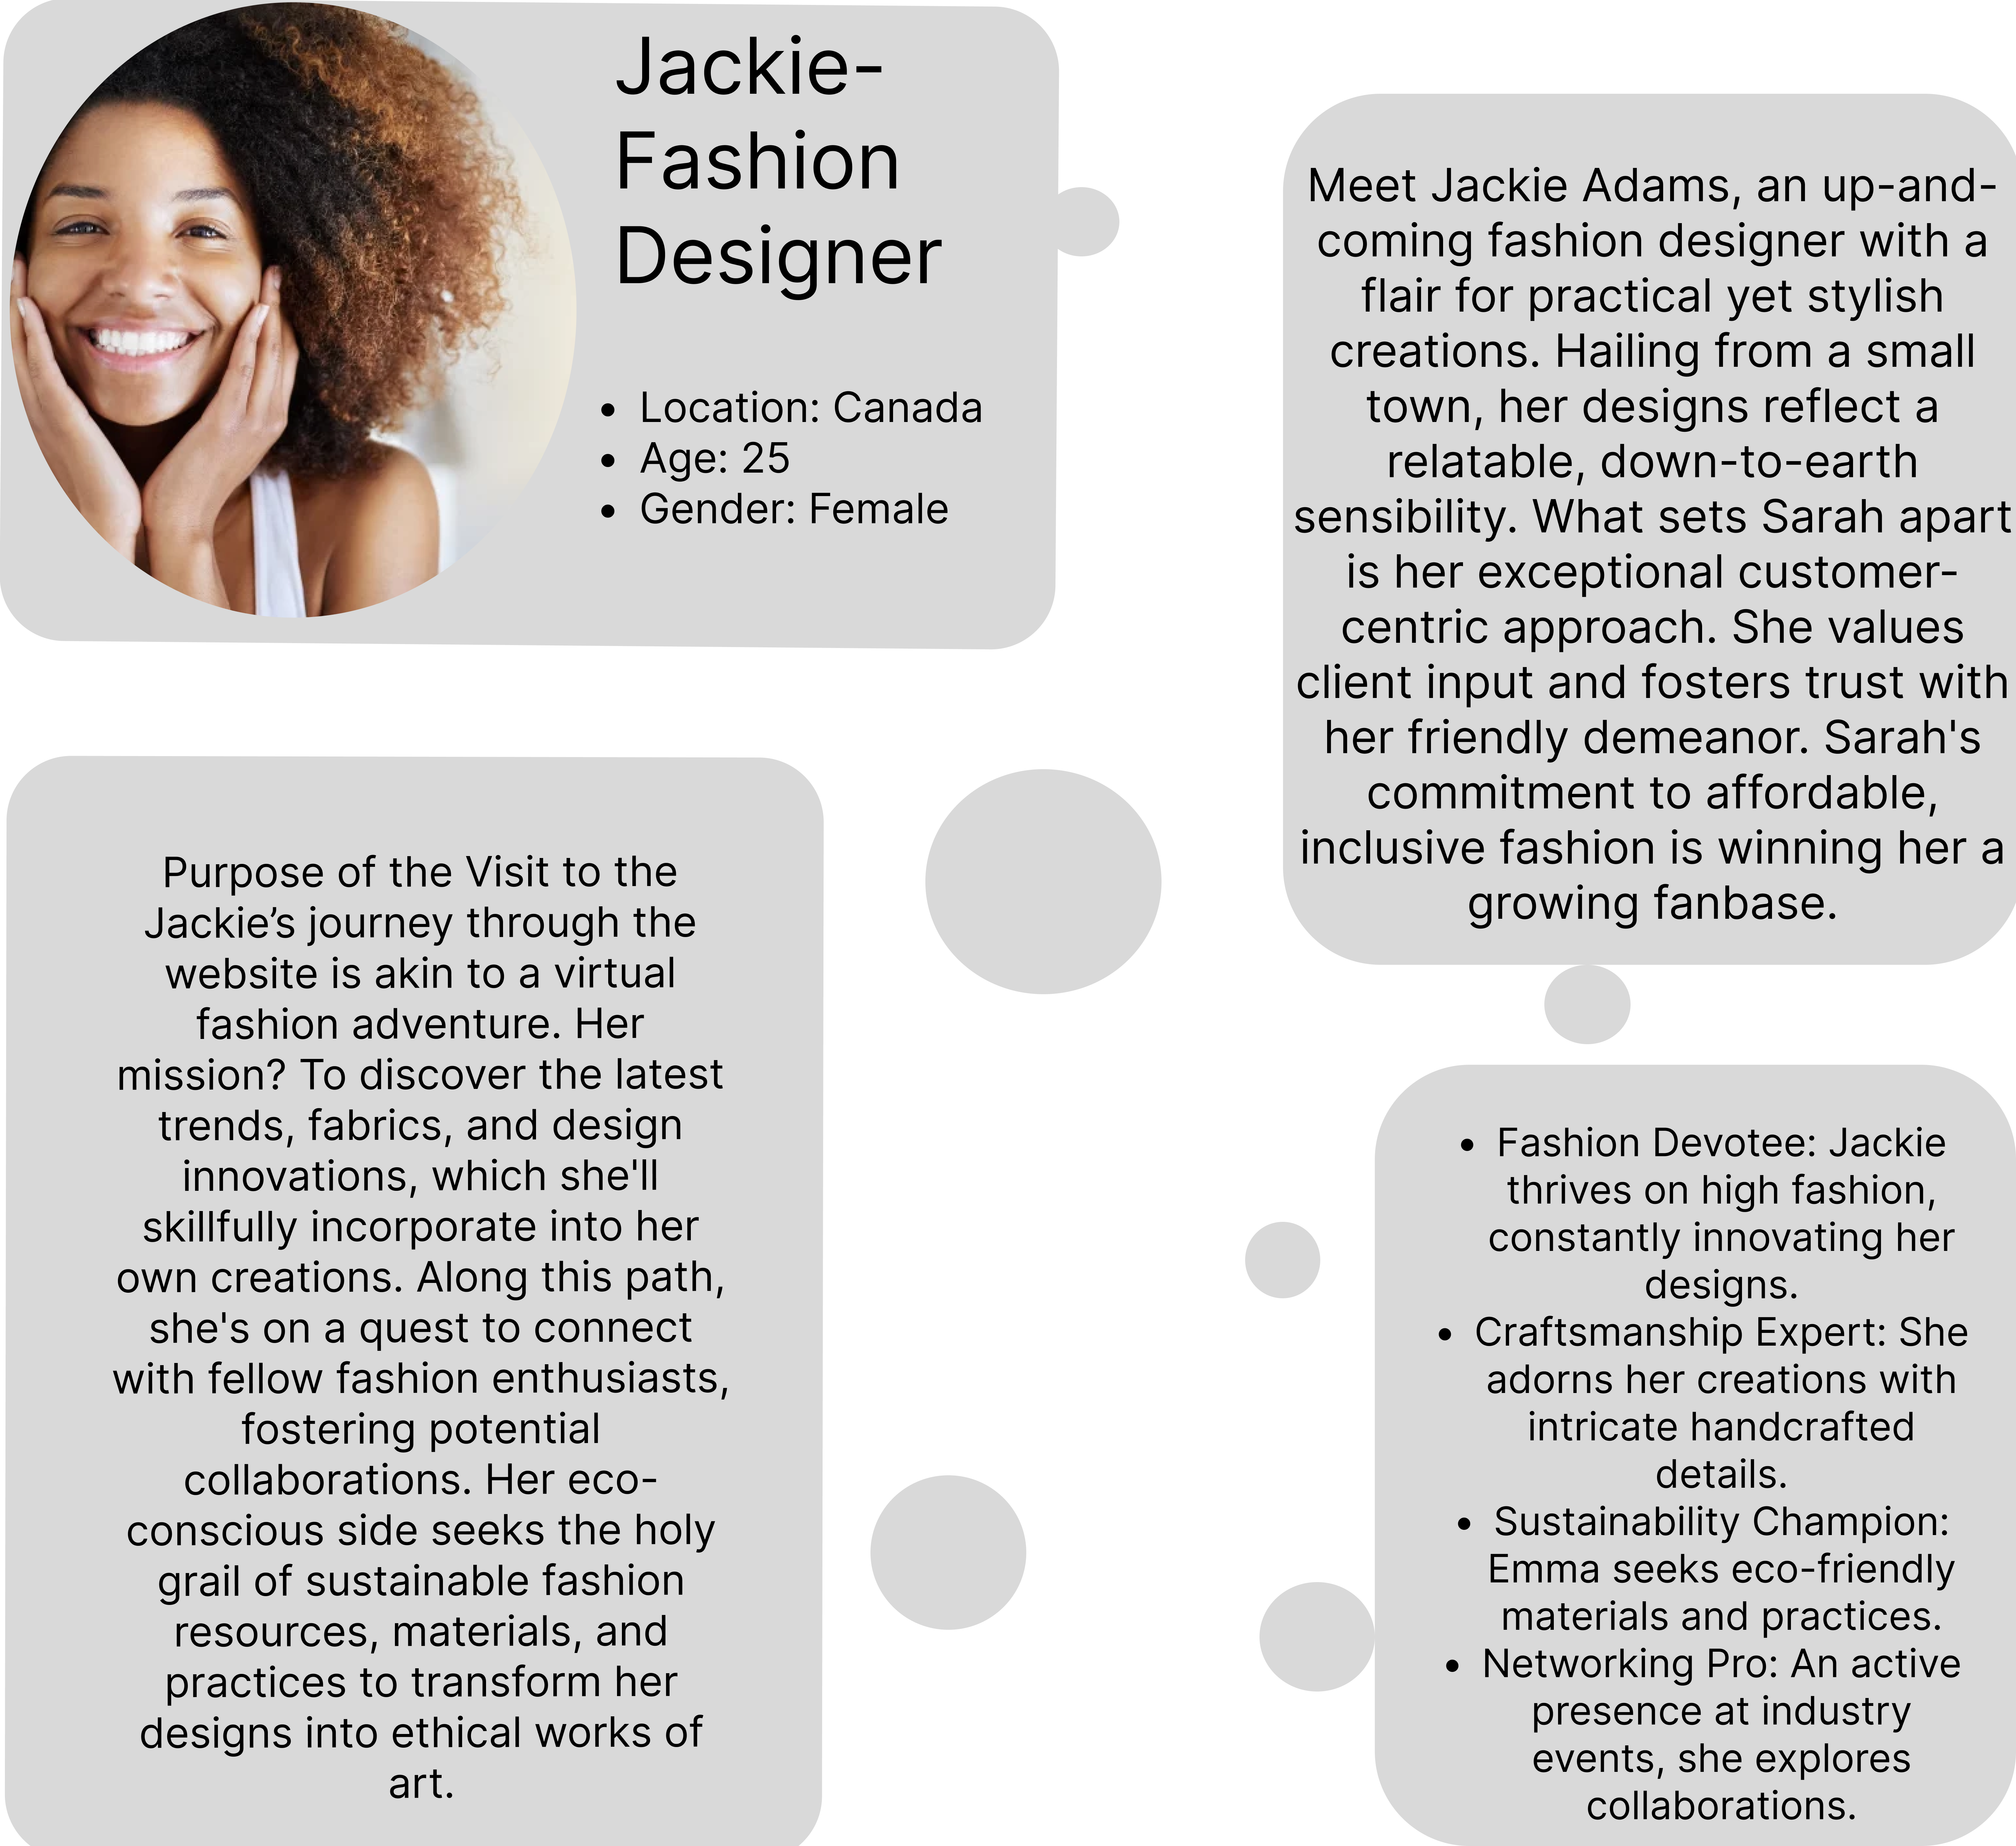 Jackie-
Fashion
Designer
• Location: Canada
• Age: 25
• Gender: Female
Meet Jackie Adams, an up-and-
coming fashion designer with a
flair for practical yet stylish
creations. Hailing from a small
town, her designs reflect a
relatable, down-to-earth
sensibility. What sets Sarah apart
is her exceptional customer-
centric approach. She values
client input and fosters trust with
her friendly demeanor. Sarah's
commitment to affordable,
inclusive fashion is winning her a
growing fanbase.
Purpose of the Visit to the
Jackie’s journey through the
website is akin to a virtual
fashion adventure. Her
mission? To discover the latest
trends, fabrics, and design
innovations, which she'll
skillfully incorporate into her
own creations. Along this path,
she's on a quest to connect
with fellow fashion enthusiasts,
fostering potential
collaborations. Her eco-
conscious side seeks the holy
grail of sustainable fashion
resources, materials, and
practices to transform her
designs into ethical works of
art.
• Fashion Devotee: Jackie
thrives on high fashion,
constantly innovating her
designs.
• Craftsmanship Expert: She
adorns her creations with
intricate handcrafted
details.
• Sustainability Champion:
Emma seeks eco-friendly
materials and practices.
• Networking Pro: An active
presence at industry
events, she explores
collaborations.